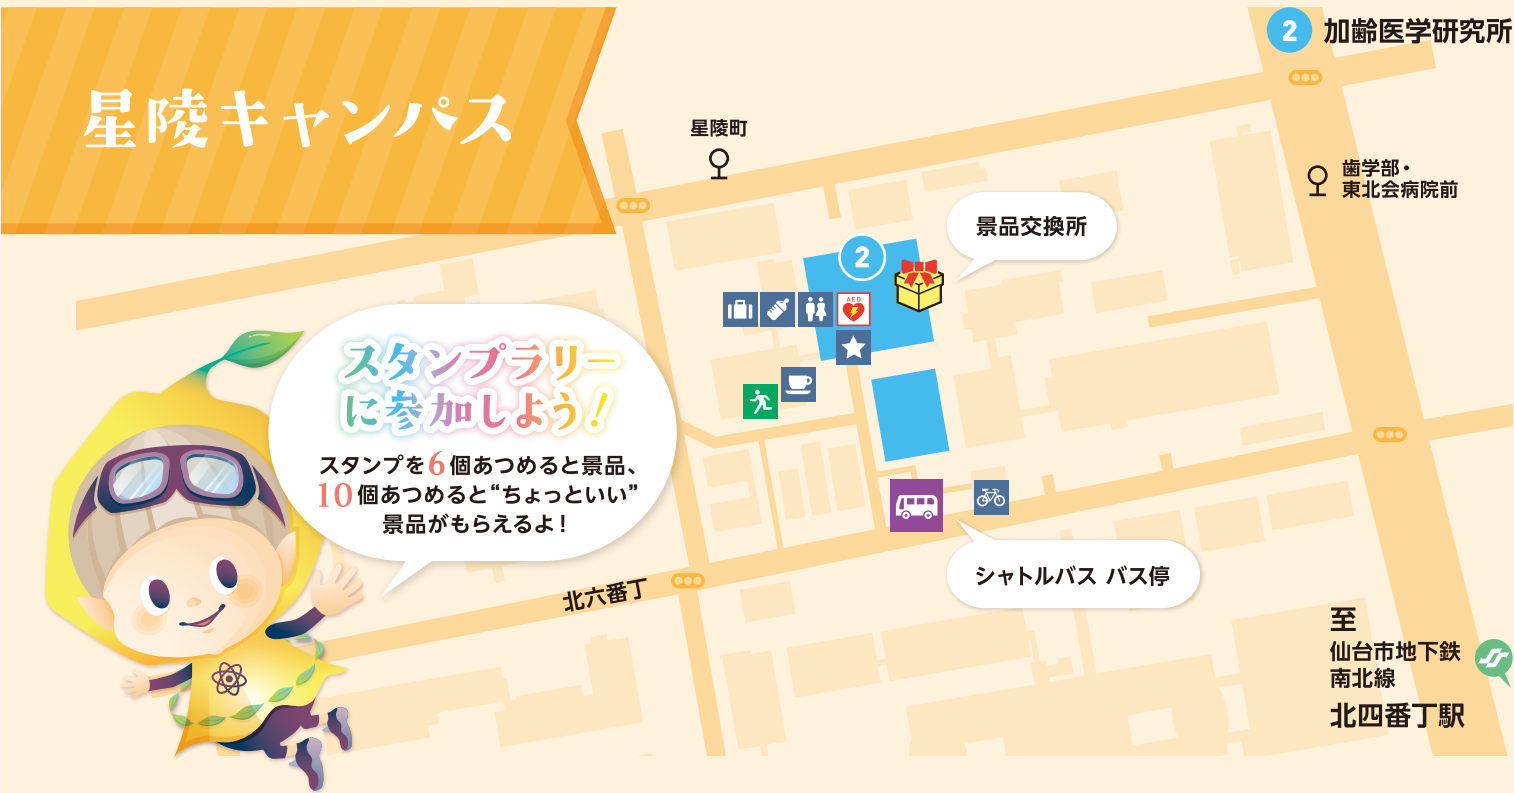 星陵キャンパス
2 加齢医学研究所
星陵町
歯学部・
東北会病院前
景品交換所
2
AED
スタンプラリー
に参加しよう!
スタンプを6個あつめると景品、
10個あつめると“ちょっといい”
景品がもらえるよ!
シャトルバス バス停
北六番丁
至
仙台市地下鉄
南北線
北四番丁駅